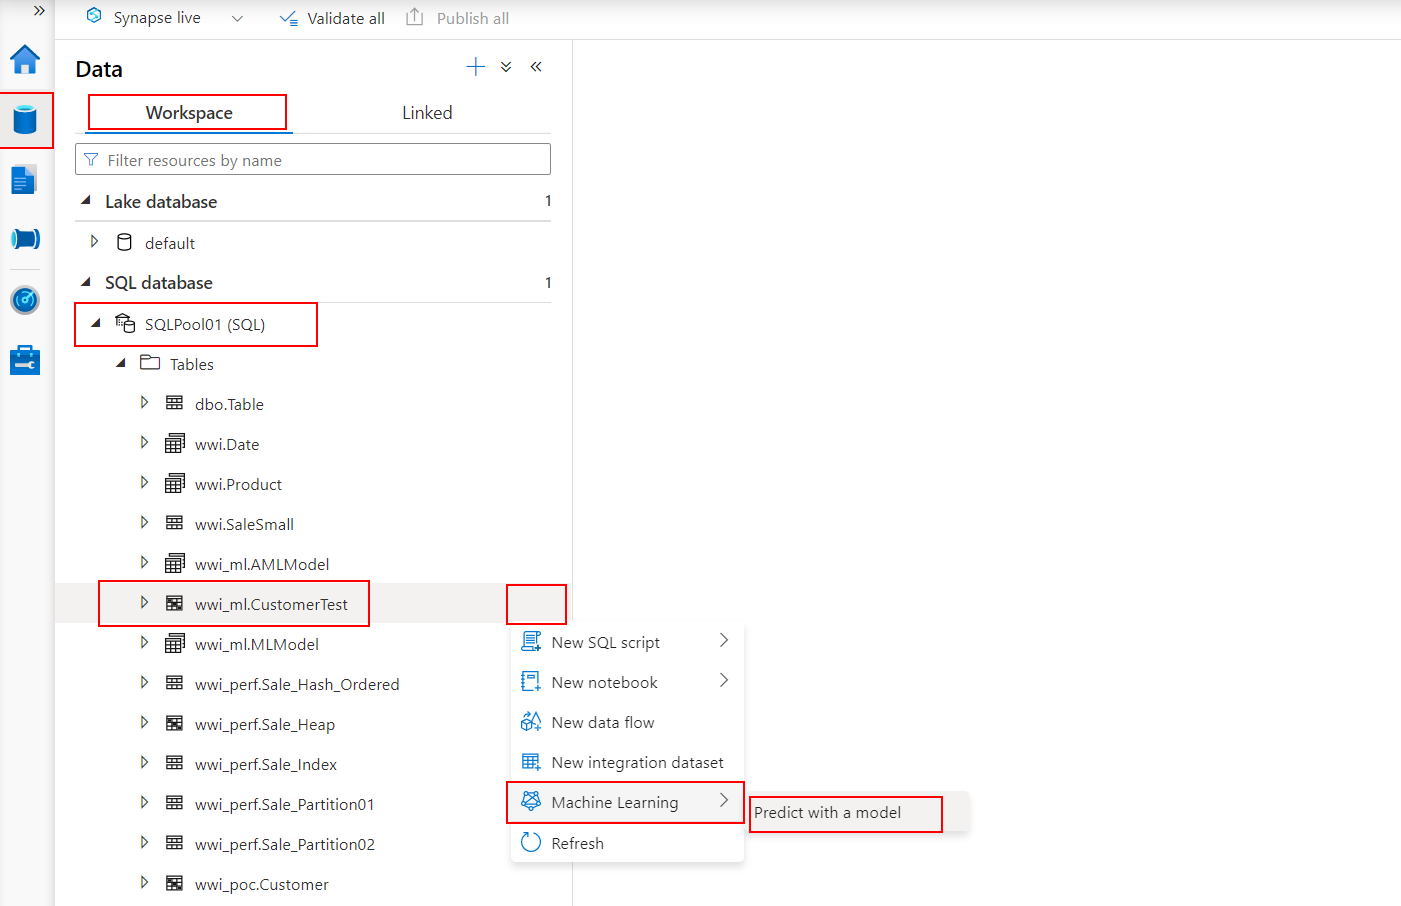 Synapse live
Validate all
Publish all
Data
Workspace
Linked
Filter resources by name
Lake database 1
default
SQL database 1
SQLPool01 (SQL)
Tables
dbo.Table
wwi.Date
wwi.Product
wwi.SaleSmall
wwi_ml.AMLModel
wwi_ml.CustomerTest
wwi_ml.MLModel
wwi_perf.Sale_Hash_Ordered
wwi_perf.Sale_Heap
wwi_perf.Sale_Index
wwi_perf.Sale_Partition01
wwi_perf.Sale_Partition02
wwi_poc.Customer
New SQL script
New notebook
New data flow
New integration dataset
Machine Learning
Refresh
Predict with a model